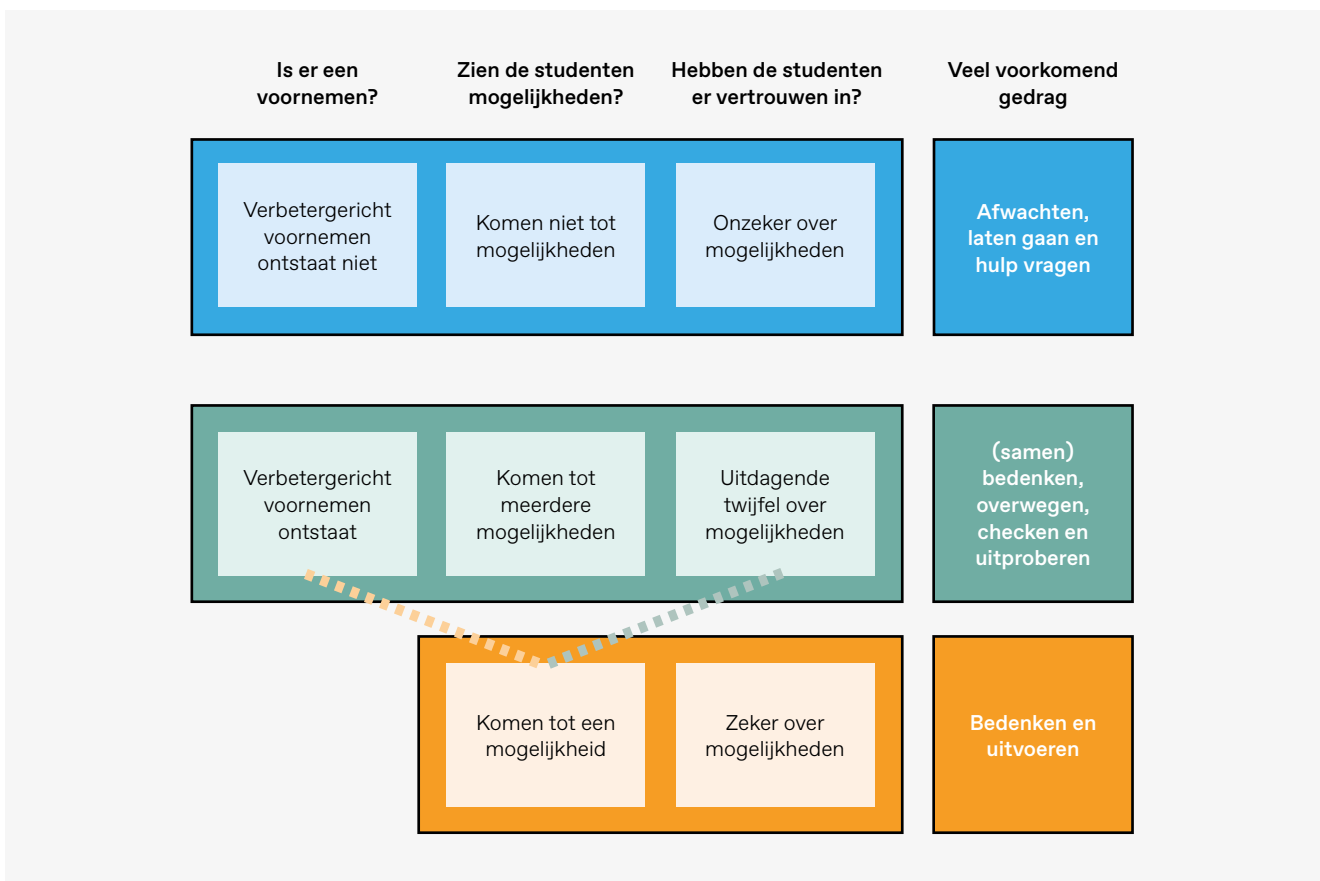 Is er een
voornemen?
Zien de studenten
mogelijkheden?
Hebben de studenten
er vertrouwen in?
Veel voorkomend
gedrag
Verbetergericht
voornemen
ontstaat niet
Komen niet tot
mogelijkheden
Onzeker over
mogelijkheden
Afwachten,
laten gaan en
hulp vragen
Verbetergericht
voornemen
ontstaat
Komen tot
meerdere
mogelijkheden
Uitdagende
twijfel over
mogelijkheden
(samen)
bedenken,
overwegen,
checken en
uitproberen
Komen tot een
mogelijkheid
Zeker over
mogelijkheden
Bedenken en
uitvoeren